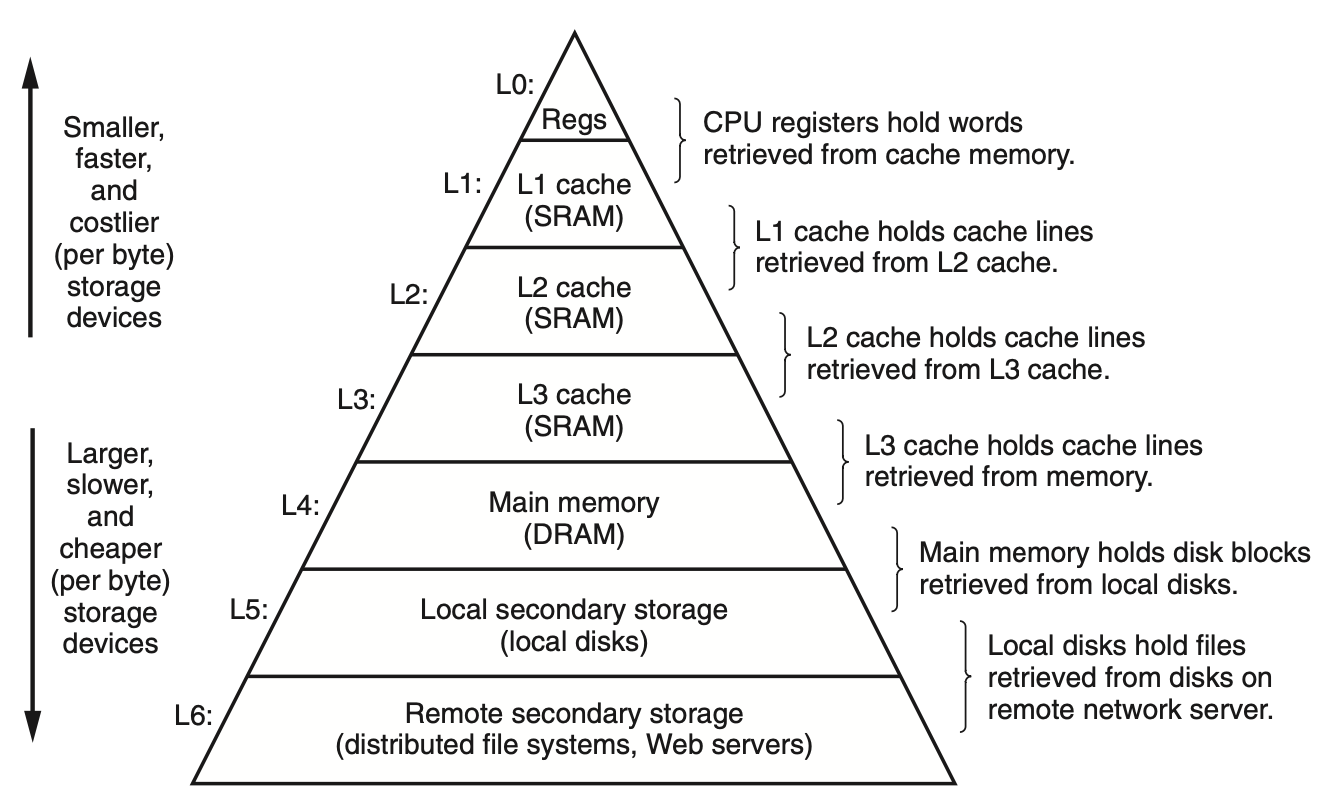 L0:
Regs
CPU registers hold words
retrieved from cache memory.
Smaller,
faster,
and
costlier
(per byte)
storage
devices
L1:
L1 cache
(SRAM)
L1 cache holds cache lines
retrieved from L2 cache.
L2:
L2 cache
(SRAM)
L2 cache holds cache lines
retrieved from L3 cache.
L3:
L3 cache
(SRAM)
L3 cache holds cache lines
retrieved from memory.
Larger,
slower,
and
cheaper
(per byte)
storage
devices
L4:
Main memory
(DRAM)
Main memory holds disk blocks
retrieved from local disks.
L5:
Local secondary storage
(local disks)
Local disks hold files
retrieved from disks on
remote network server.
L6:
Remote secondary storage
(distributed file systems, Web servers)